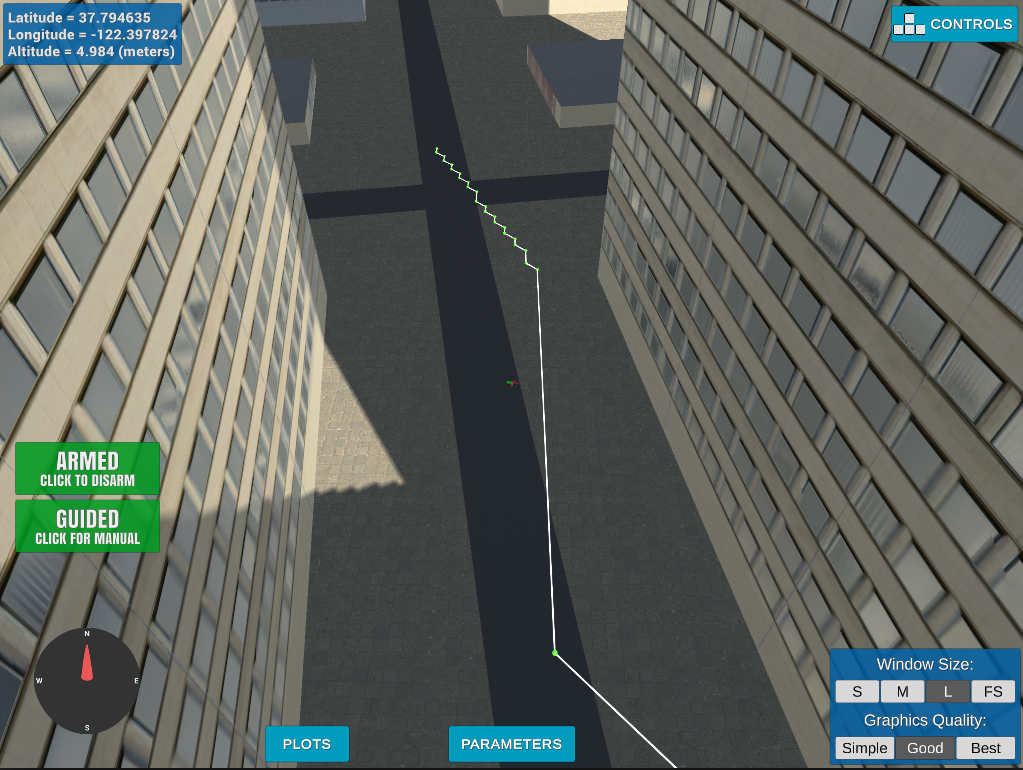 Latitude = 37.794635
Longitude = -122.397824
Altitude = 4.984 (meters)
CONTROLS
ARMED
CLICK TO DISARM
GUIDED
CLICK FOR MANUAL
N
W
E
S
PLOTS
PARAMETERS
Window Size:
S M L FS
Graphics Quality:
Simple Good Best